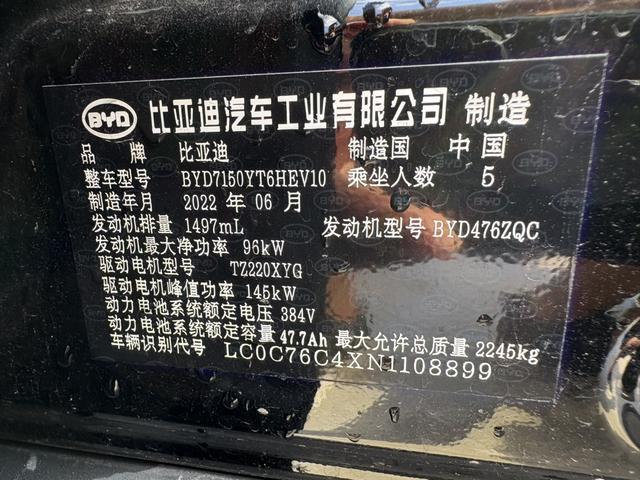 BYD 比亚迪汽车工业有限公司 制造
品牌 比亚迪 制造国 中国
整车型号 BYD7150YT6HEV10 乘坐人数 5
制造年月 2022 年 06 月
发动机排量 1497mL 发动机型号 BYD476ZQC
发动机最大净功率 96kW
驱动电机型号 TZ220XYG
驱动电机峰值功率 145kW
动力电池系统额定电压 384V
动力电池系统额定容量 47.7Ah 最大允许总质量 2245kg
车辆识别代号 LC0C76C4XN1108899